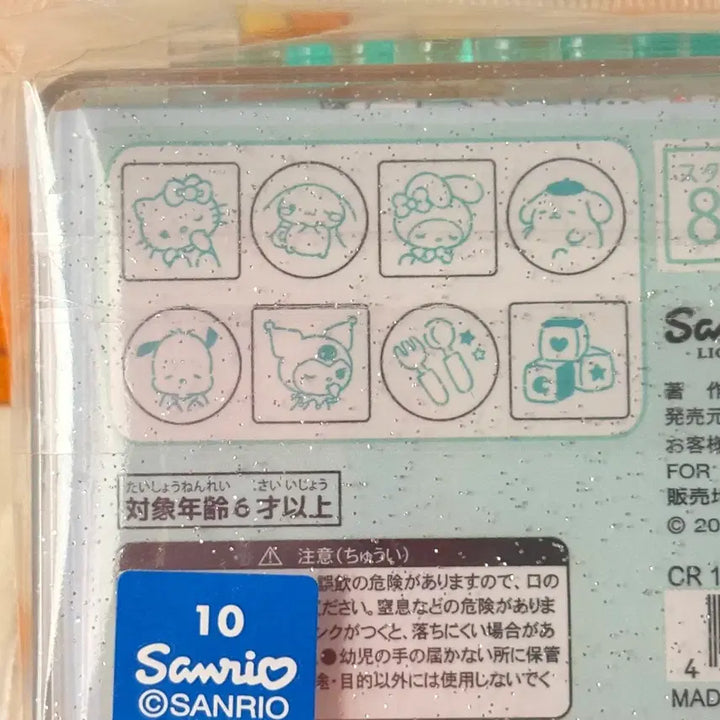 スタ
8
San
LI
著 作
発売元
お客様
FOR
販売
© 20
CR 1
4
MAD
たいしょうねんれい さいいじょう
対象年齢6才以上
⚠ 注意(ちゅうい)
誤飲の危険がありますので、口の
ださい。窒息などの危険がありま
ンクがつくと、落ちにくい場合があ
●幼児の手の届かない所に保管
途・目的以外には使用しないでく
10
Sanrio
©SANRIO